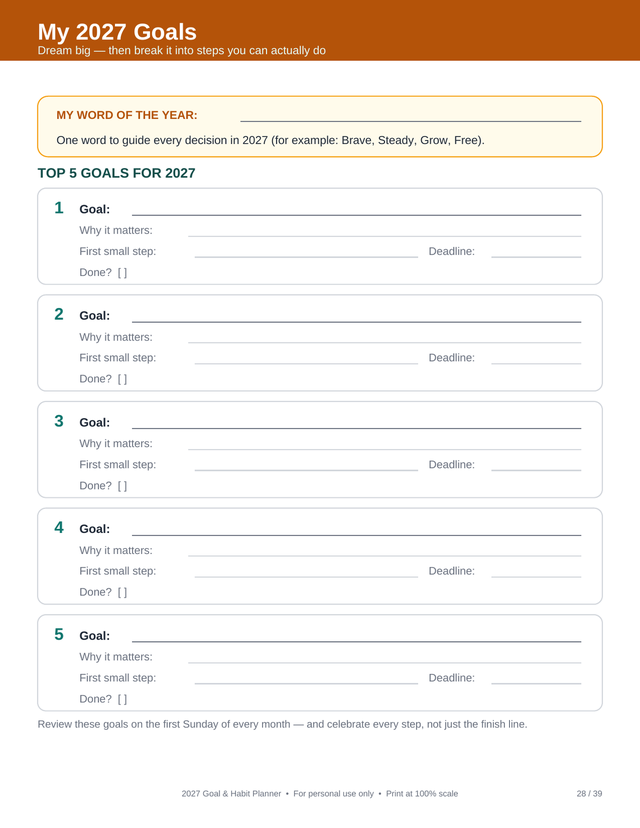 My 2027 Goals
Dream big — then break it into steps you can actually do
MY WORD OF THE YEAR:
One word to guide every decision in 2027 (for example: Brave, Steady, Grow, Free).
TOP 5 GOALS FOR 2027
1 Goal:
Why it matters:
First small step: Deadline:
Done? [ ]
2 Goal:
Why it matters:
First small step: Deadline:
Done? [ ]
3 Goal:
Why it matters:
First small step: Deadline:
Done? [ ]
4 Goal:
Why it matters:
First small step: Deadline:
Done? [ ]
5 Goal:
Why it matters:
First small step: Deadline:
Done? [ ]
Review these goals on the first Sunday of every month — and celebrate every step, not just the finish line.
2027 Goal & Habit Planner • For personal use only • Print at 100% scale 28 / 39